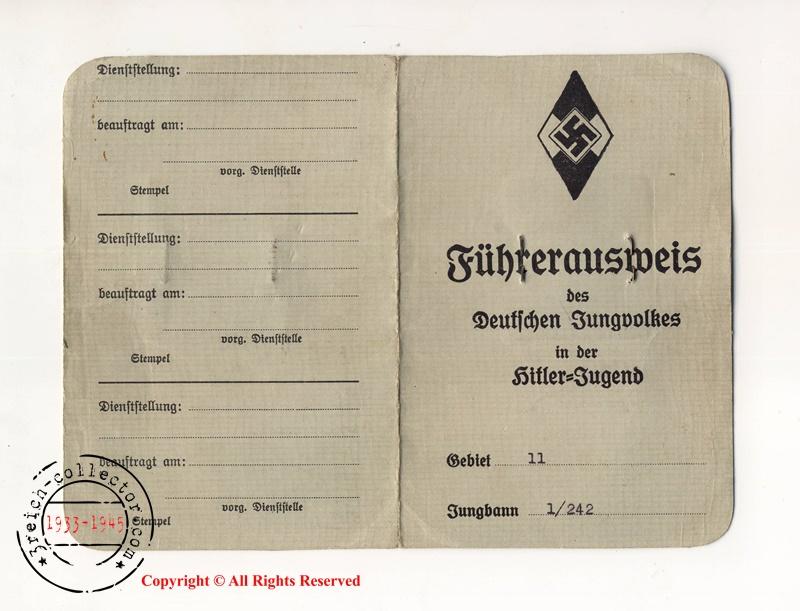 Dienststellung:
beauftragt am:
vorg. Dienststelle
Stempel
Dienststellung:
beauftragt am:
vorg. Dienststelle
Stempel
Dienststellung:
beauftragt am:
vorg. Dienststelle
Stempel
Führerausweis
des
Deutschen Jungvolkes
in der
Hitler=Jugend
Gebiet 11
Jungbann 1/242
3reich-collector.com
1933-1945
Copyright © All Rights Reserved